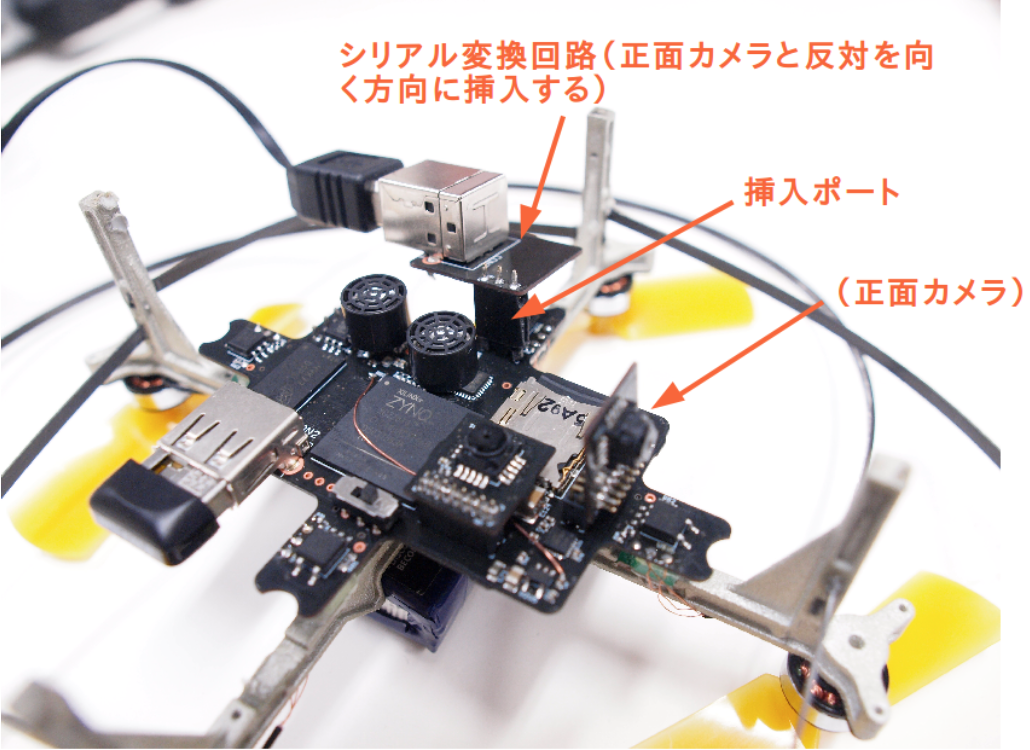 シリアル変換回路(正面カメラと反対を向
く方向に挿入する)
挿入ポート
(正面カメラ)
XILINX
ZYNQ
5A92